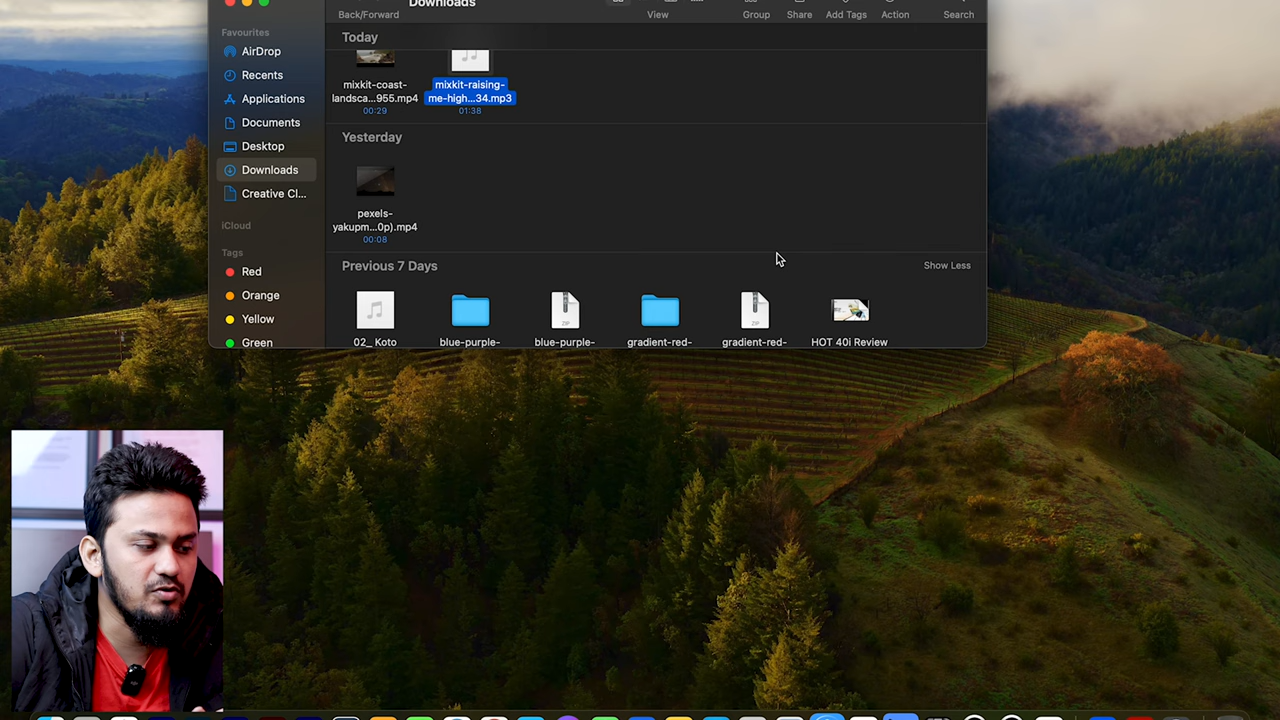 Downloads
Back/Forward
View
Group
Share
Add Tags
Action
Search
Favourites
AirDrop
Recents
Applications
Documents
Desktop
Downloads
Creative Cl...
iCloud
Tags
Red
Orange
Yellow
Green
Today
mixkit-coast-
landsca...955.mp4
00:29
mixkit-raising-
me-high...34.mp3
01:38
Yesterday
pexels-
yakupm...0p).mp4
00:08
Previous 7 Days
Show Less
02_ Koto
blue-purple-
ZIP
blue-purple-
gradient-red-
ZIP
gradient-red-
HOT 40i Review